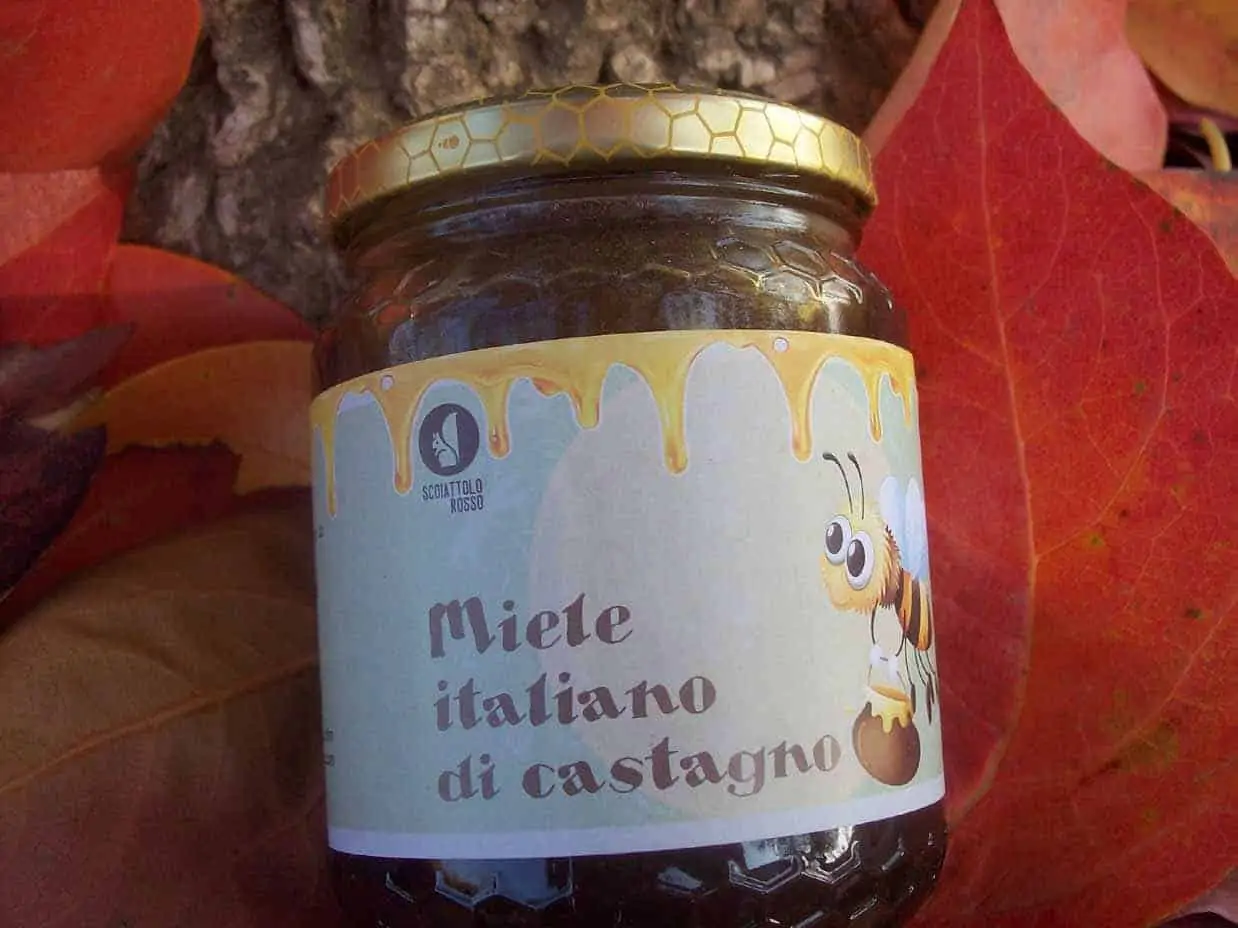 SCOIATTOLO
ROSSO
Miele
italiano
di castagno